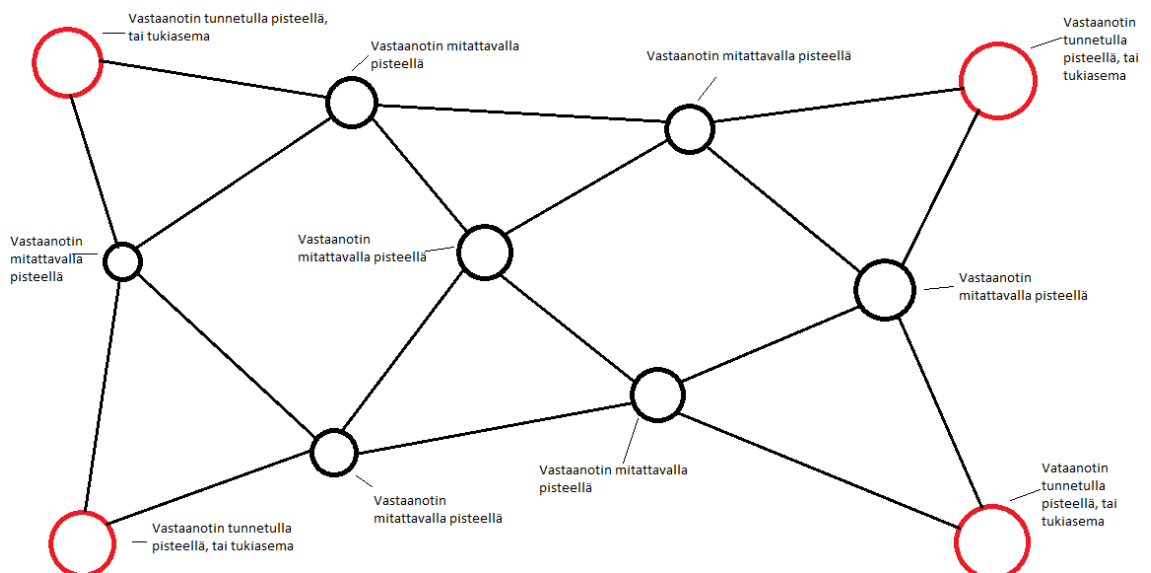 Vastaanotin tunnetulla pisteellä,
tai tukiasema
Vastaanotin mitattavalla
pisteellä
Vastaanotin mitattavalla pisteellä
Vastaanotin
tunnetulla
pisteellä, tai
tukiasema
Vastaanotin
mitattavalla
pisteellä
Vastaanotin
mitattavalla pisteellä
Vastaanotin
mitattavalla pisteellä
Vastaanotin mitattavalla
pisteellä
Vastaanotin
mitattavalla pisteellä
Vastaanotin tunnetulla
pisteellä, tai tukiasema
Vataanotin
tunnetulla
pisteellä, tai
tukiasema